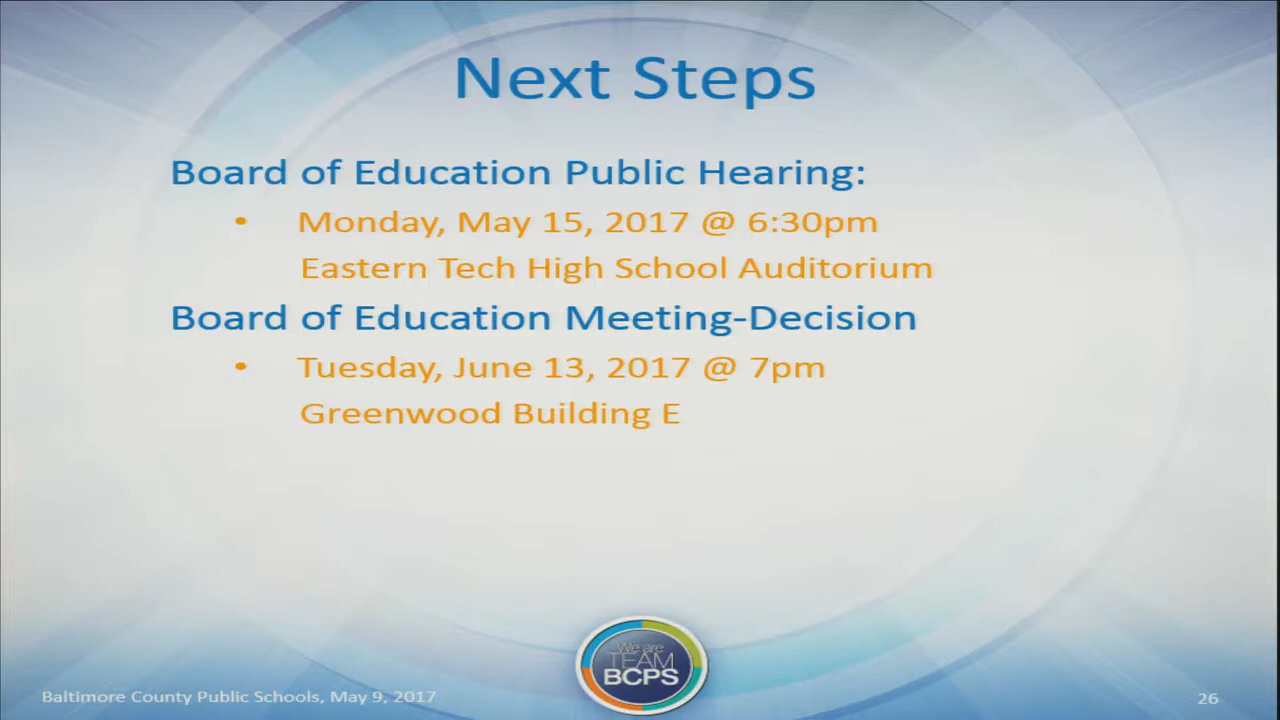 Next Steps
Board of Education Public Hearing:
• Monday, May 15, 2017 @ 6:30pm
Eastern Tech High School Auditorium
Board of Education Meeting-Decision
• Tuesday, June 13, 2017 @ 7pm
Greenwood Building E
We are
TEAM
BCPS
Baltimore County Public Schools, May 9, 2017
26